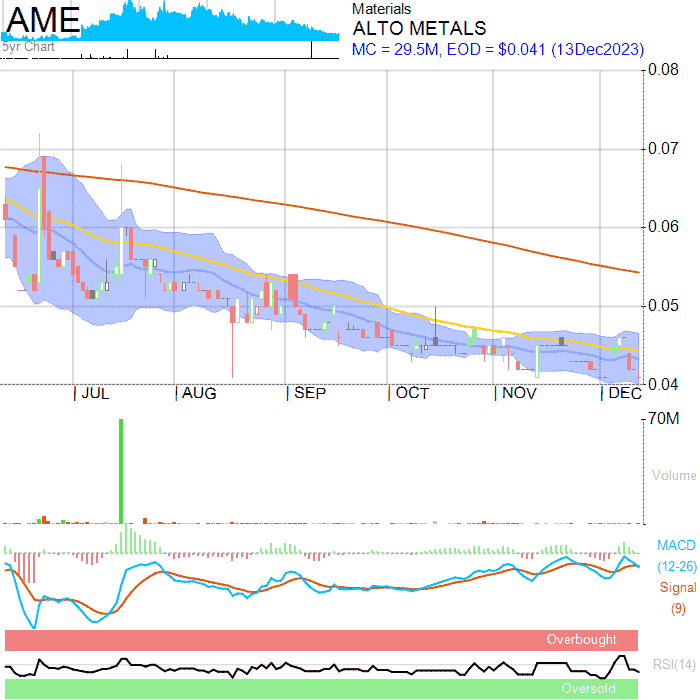 AME
5yr Chart
Materials
ALTO METALS
MC = 29.5M, EOD = $0.041 (13Dec2023)
0.08
0.07
0.06
0.05
0.04
JUL AUG SEP OCT NOV DEC
70M
Volume
MACD
(12-26)
Signal
(9)
Overbought
RSI(14)
Oversold